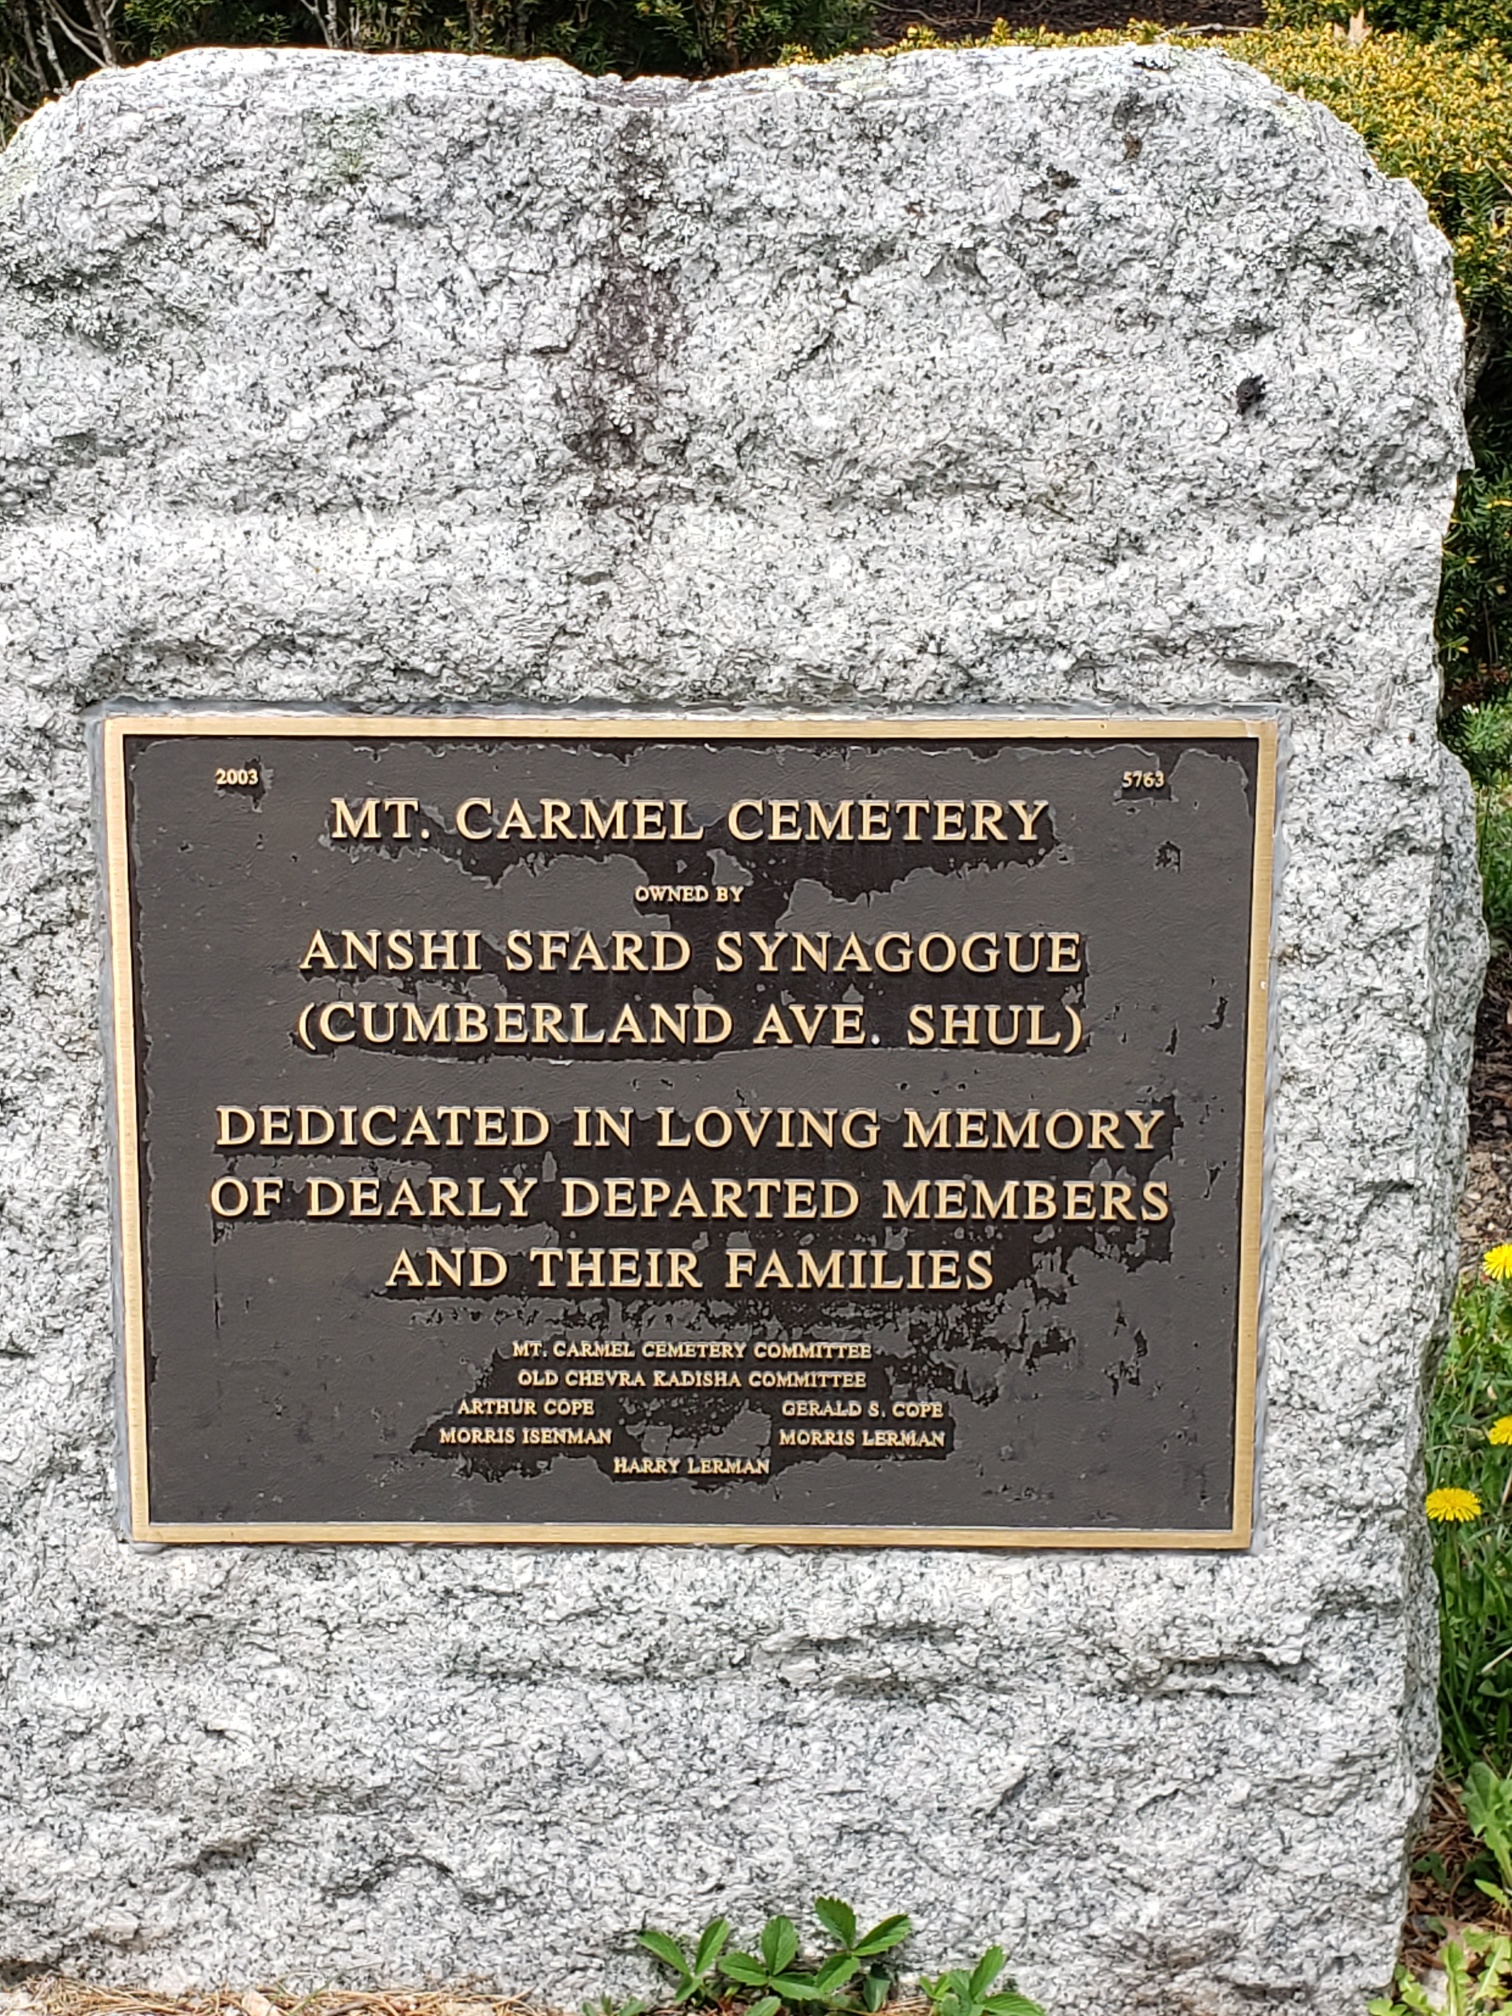 2003 5763
MT. CARMEL CEMETERY
OWNED BY
ANSHI SFARD SYNAGOGUE
(CUMBERLAND AVE. SHUL)
DEDICATED IN LOVING MEMORY
OF DEARLY DEPARTED MEMBERS
AND THEIR FAMILIES
MT. CARMEL CEMETERY COMMITTEE
OLD CHEVRA KADISHA COMMITTEE
ARTHUR COPE GERALD S. COPE
MORRIS ISENMAN MORRIS LERMAN
HARRY LERMAN